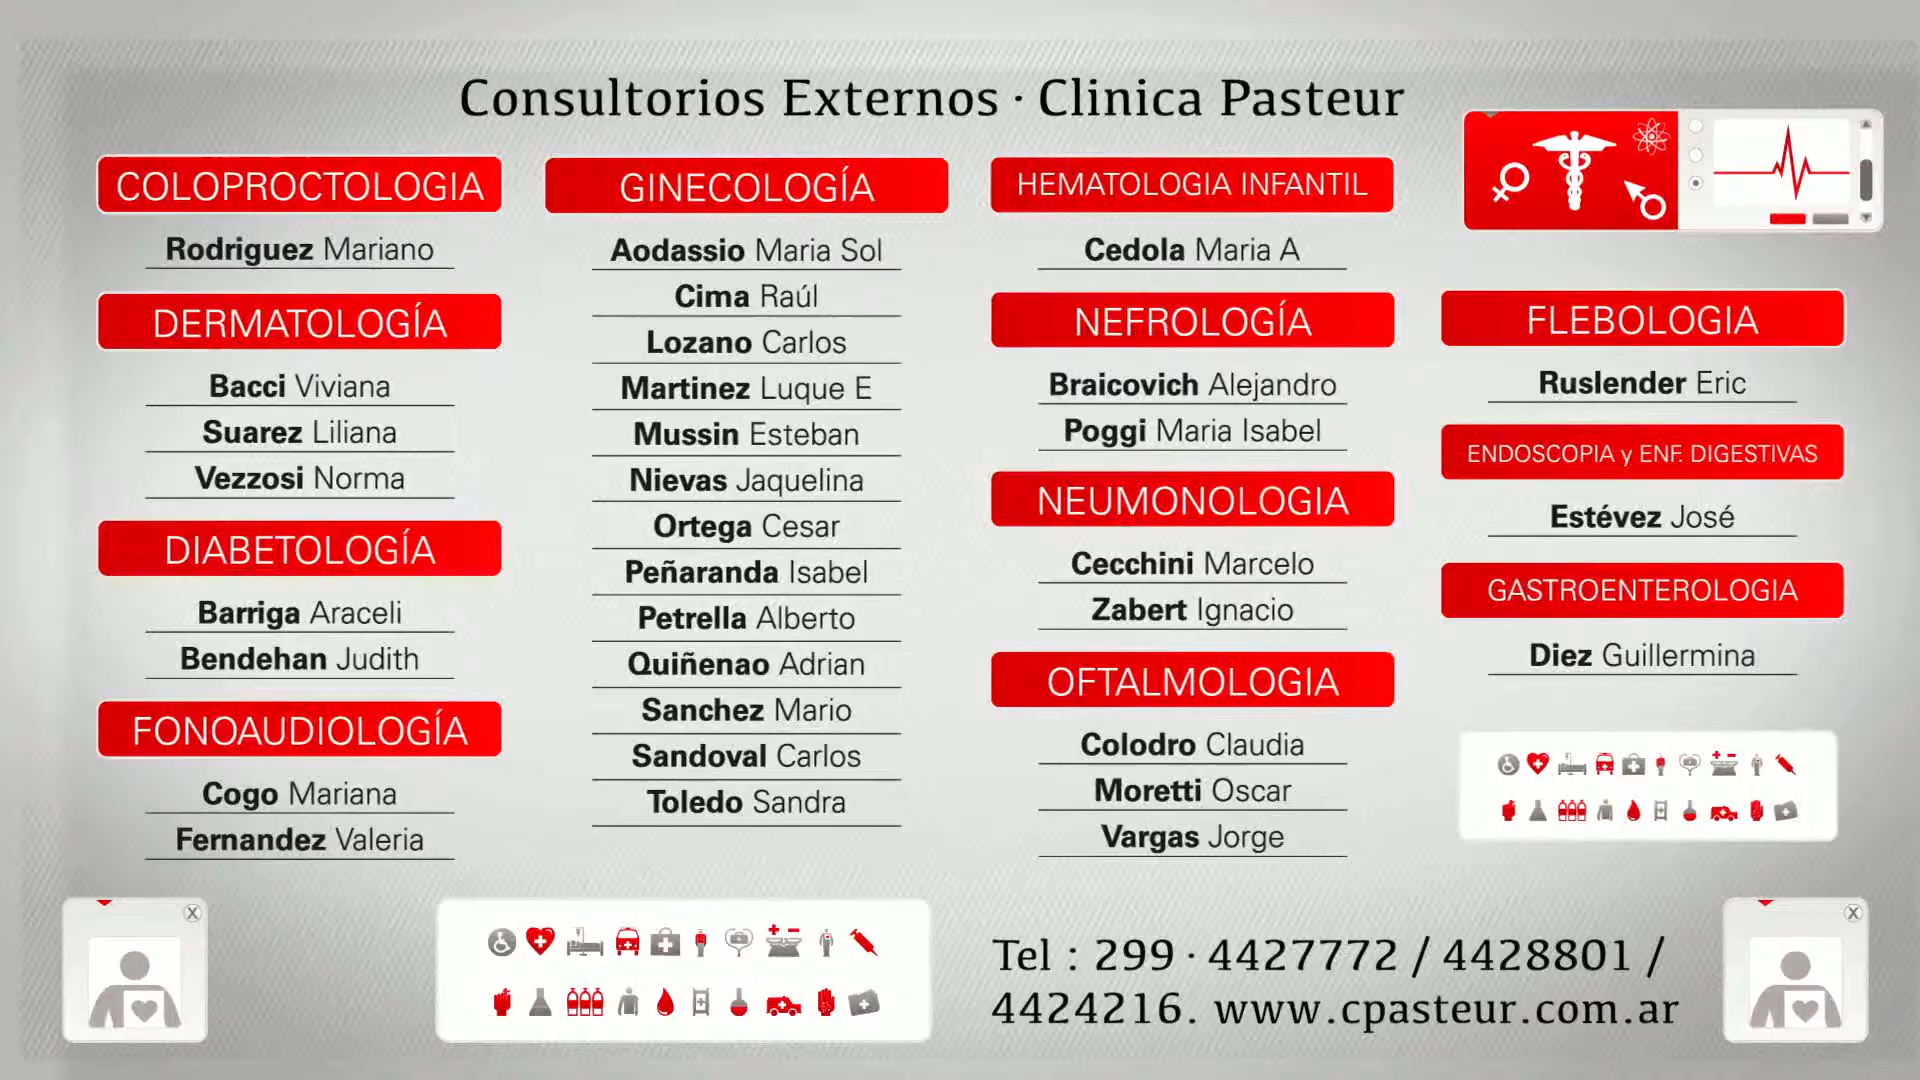 Consultorios Externos · Clinica Pasteur
COLOPROCTOLOGIA
Rodriguez Mariano
DERMATOLOGÍA
Bacci Viviana
Suarez Liliana
Vezzosi Norma
DIABETOLOGÍA
Barriga Araceli
Bendehan Judith
FONOAUDIOLOGÍA
Cogo Mariana
Fernandez Valeria
GINECOLOGÍA
Aodassio Maria Sol
Cima Raúl
Lozano Carlos
Martinez Luque E
Mussin Esteban
Nievas Jaquelina
Ortega Cesar
Peñaranda Isabel
Petrella Alberto
Quiñenao Adrian
Sanchez Mario
Sandoval Carlos
Toledo Sandra
HEMATOLOGIA INFANTIL
Cedola Maria A
NEFROLOGÍA
Braicovich Alejandro
Poggi Maria Isabel
NEUMONOLOGIA
Cecchini Marcelo
Zabert Ignacio
OFTALMOLOGIA
Colodro Claudia
Moretti Oscar
Vargas Jorge
FLEBOLOGIA
Ruslender Eric
ENDOSCOPIA y ENF. DIGESTIVAS
Estévez José
GASTROENTEROLOGIA
Diez Guillermina
Tel : 299 · 4427772 / 4428801 /
4424216. www.cpasteur.com.ar